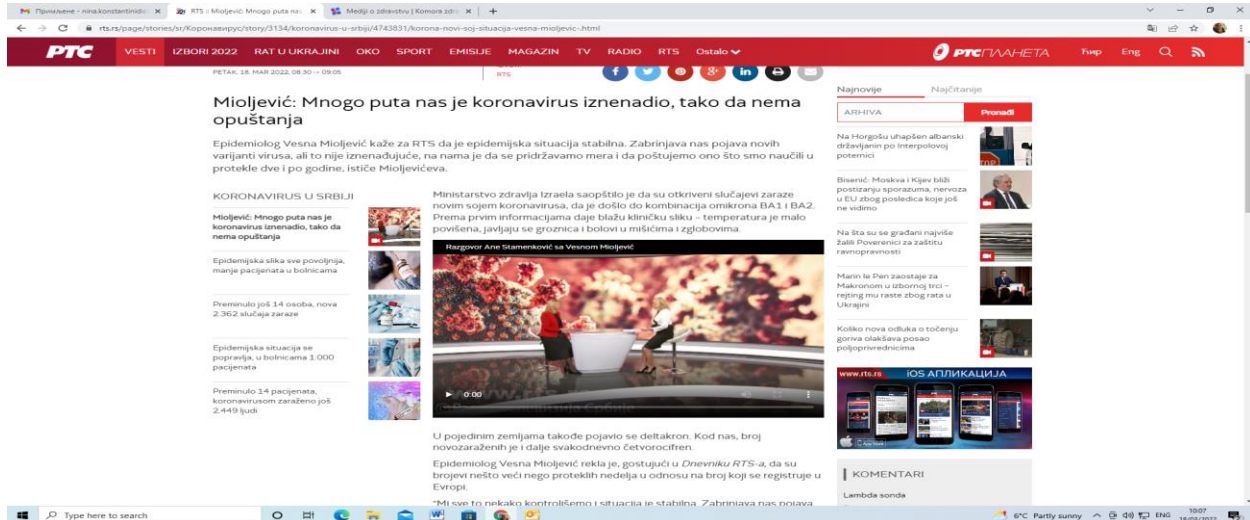 Примљене - nina.konstantinidis
RTS :: Mioljević: Mnogo puta nas
Mediji o zdravstvu | Komora zdra
rts.rs/page/stories/sr/Коронавирус/story/3134/koronavirus-u-srbiji/4743831/korona-novi-soj-situacija-vesna-mioljevic-.html
РТС VESTI IZBORI 2022 RAT U UKRAJINI OKO SPORT EMISIJE MAGAZIN TV RADIO RTS Ostalo РТСПЛАНЕТА Ћир Eng
PETAK, 18. MAR 2022, 08:30 -> 09:05
RTS
Mioljević: Mnogo puta nas je koronavirus iznenadio, tako da nema
opuštanja
Epidemiolog Vesna Mioljević kaže za RTS da je epidemijska situacija stabilna. Zabrinjava nas pojava novih
varijanti virusa, ali to nije iznenađujuće, na nama je da se pridržavamo mera i da poštujemo ono što smo naučili u
protekle dve i po godine, ističe Mioljevićeva.
KORONAVIRUS U SRBIJI
Mioljević: Mnogo puta nas je
koronavirus iznenadio, tako da
nema opuštanja
Epidemijska slika sve povoljnija,
manje pacijenata u bolnicama
Preminulo još 14 osoba, nova
2.362 slučaja zaraze
Epidemijska situacija se
popravlja, u bolnicama 1.000
pacijenata
Preminulo 14 pacijenata,
koronavirusom zaraženo još
2.449 ljudi
Ministarstvo zdravlja Izraela saopštilo je da su otkriveni slučajevi zaraze
novim sojem koronavirusa, da je došlo do kombinacija omikrona BA1 i BA2.
Prema prvim informacijama daje blažu kliničku sliku – temperatura je malo
povišena, javljaju se groznica i bolovi u mišićima i zglobovima.
Razgovor Ane Stamenković sa Vesnom Mioljević
0:00
U pojedinim zemljama takođe pojavio se deltakron. Kod nas, broj
novozaraženih je i dalje svakodnevno četvorocifren.
Epidemiolog Vesna Mioljević rekla je, gostujući u Dnevniku RTS-a, da su
brojevi nešto veći nego proteklih nedelja u odnosu na broj koji se registruje u
Evropi.
"Mi sve to nekako kontrolišemo i situacija je stabilna. Zabrinjava nas pojava
Najnovije Najčitanije
ARHIVA Pronađi
Na Horgošu uhapšen albanski
državljanin po Interpolovoj
poternici
Bisenić: Moskva i Kijev bliži
postizanju sporazuma, nervoza
u EU zbog posledica koje još
ne vidimo
Na šta su se građani najviše
žalili Poverenici za zaštitu
ravnopravnosti
Marin le Pen zaostaje za
Makronom u izbornoj trci –
rejting mu raste zbog rata u
Ukrajini
Koliko nova odluka o točenju
goriva olakšava posao
poljoprivrednicima
www.rts.rs iOS АПЛИКАЦИЈА
KOMENTARI
Lambda sonda
Type here to search
6°C Partly sunny ENG
10:07
18/03/2022